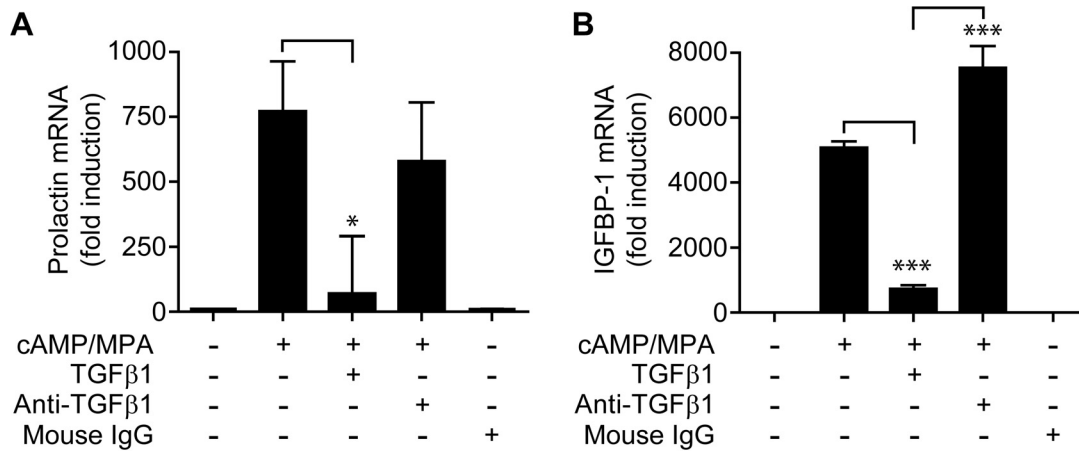 A
Prolactin mRNA
(fold induction)
1000
750
500
250
0
*
cAMP/MPA - + + + -
TGFβ1 - - + - -
Anti-TGFβ1 - - - + -
Mouse IgG - - - - +
B
IGFBP-1 mRNA
(fold induction)
8000
6000
4000
2000
0
***
***
cAMP/MPA - + + + -
TGFβ1 - - + - -
Anti-TGFβ1 - - - + -
Mouse IgG - - - - +